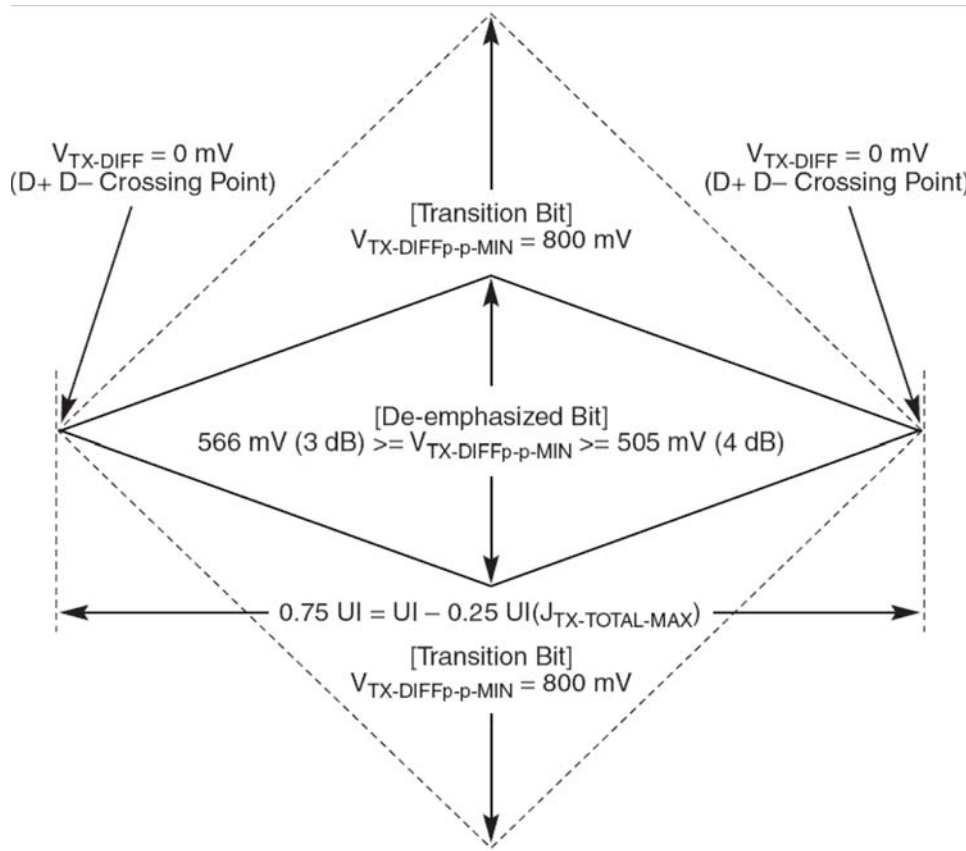 V_TX-DIFF = 0 mV
(D+ D– Crossing Point)
V_TX-DIFF = 0 mV
(D+ D– Crossing Point)
[Transition Bit]
V_TX-DIFFp-p-MIN = 800 mV
[De-emphasized Bit]
566 mV (3 dB) >= V_TX-DIFFp-p-MIN >= 505 mV (4 dB)
0.75 UI = UI – 0.25 UI(J_TX-TOTAL-MAX)
[Transition Bit]
V_TX-DIFFp-p-MIN = 800 mV